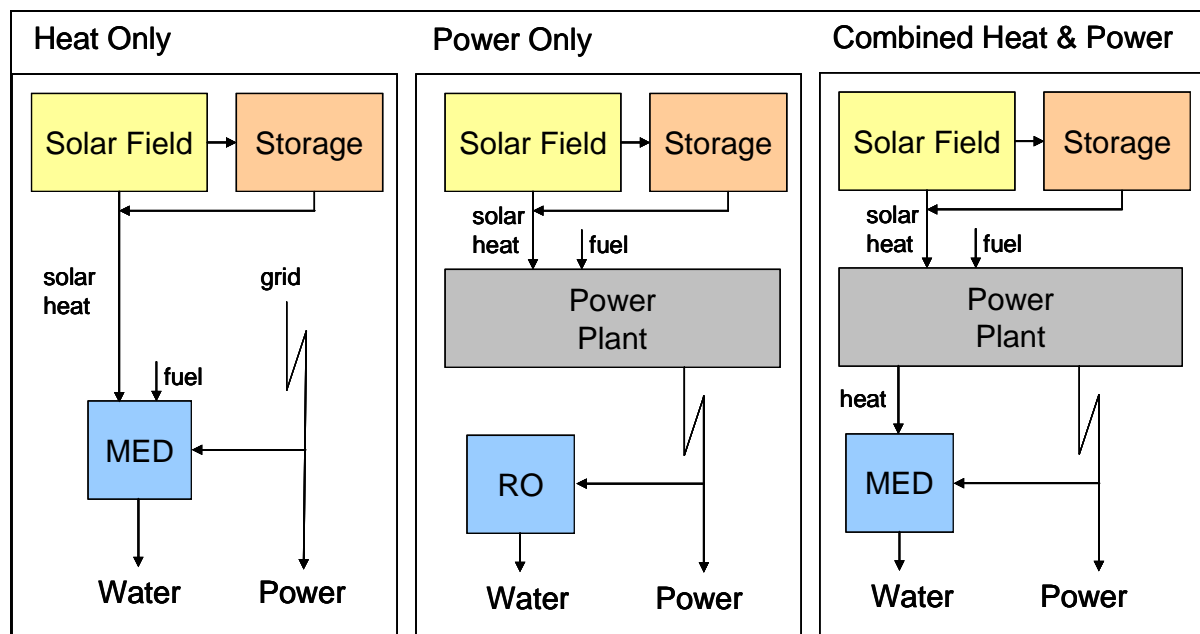 Heat Only
Solar Field
Storage
solar
heat
grid
fuel
MED
Water
Power
Power Only
Solar Field
Storage
solar
heat
fuel
Power
Plant
RO
Water
Power
Combined Heat & Power
Solar Field
Storage
solar
heat
fuel
Power
Plant
heat
MED
Water
Power